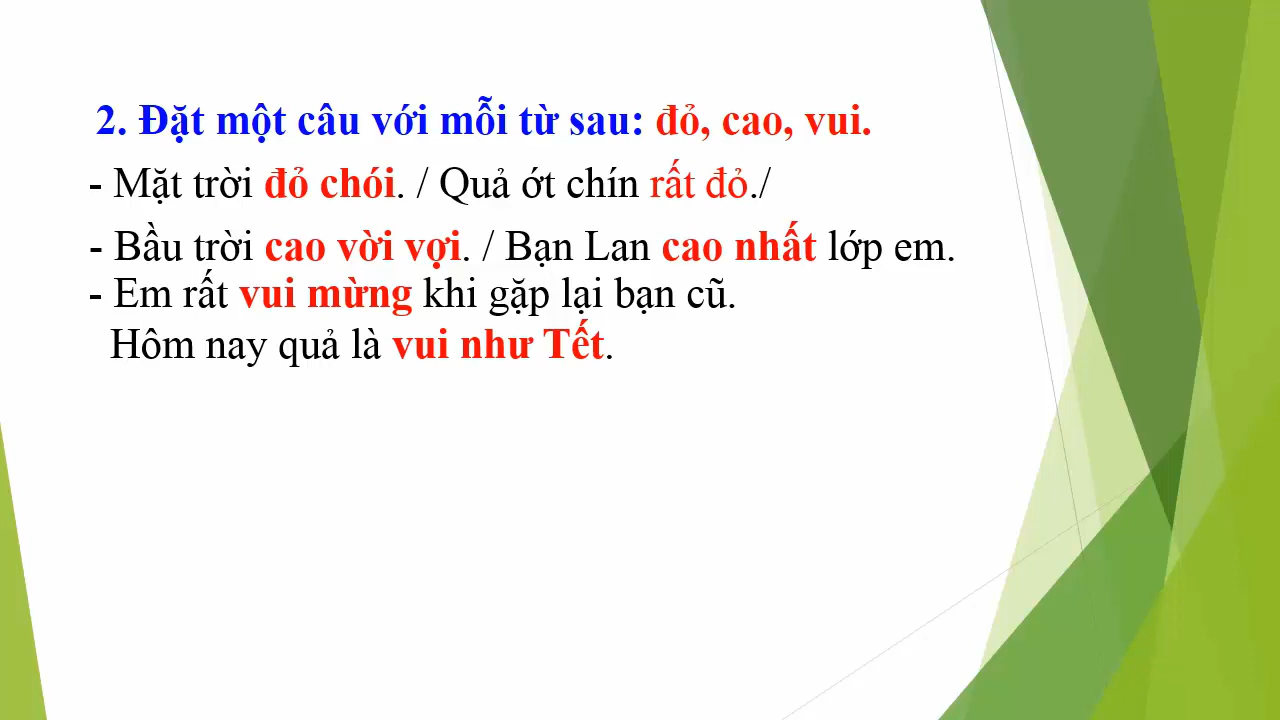 2. Đặt một câu với mỗi từ sau: đỏ, cao, vui.
- Mặt trời đỏ chói. / Quả ớt chín rất đỏ./
- Bầu trời cao vời vợi. / Bạn Lan cao nhất lớp em.
- Em rất vui mừng khi gặp lại bạn cũ.
Hôm nay quả là vui như Tết.